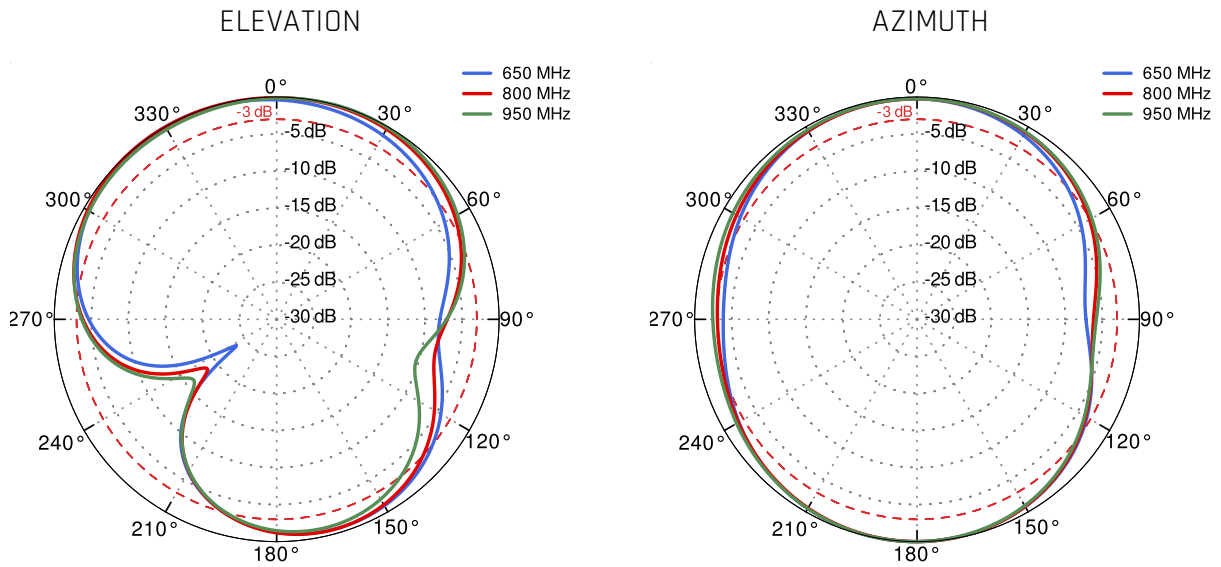 ELEVATION
650 MHz
800 MHz
950 MHz
0°
30°
60°
90°
120°
150°
180°
210°
240°
270°
300°
330°
-3 dB
-5 dB
-10 dB
-15 dB
-20 dB
-25 dB
-30 dB
AZIMUTH
650 MHz
800 MHz
950 MHz
0°
30°
60°
90°
120°
150°
180°
210°
240°
270°
300°
330°
-3 dB
-5 dB
-10 dB
-15 dB
-20 dB
-25 dB
-30 dB